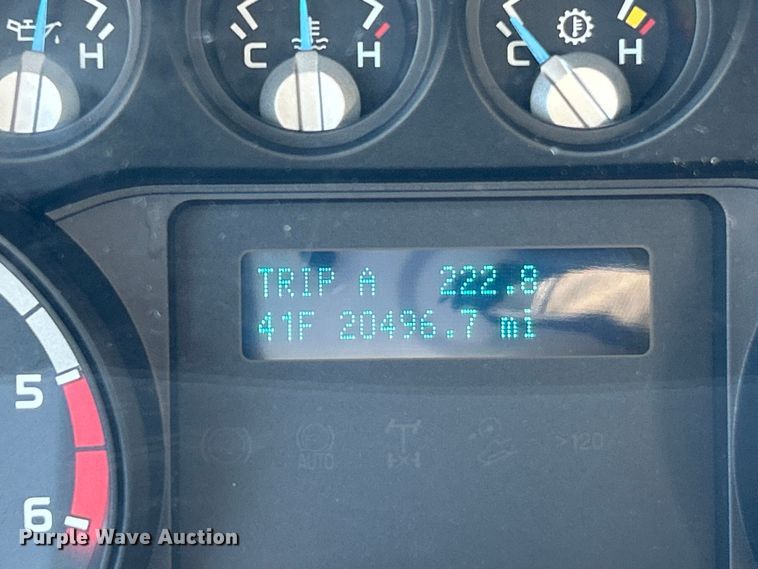 H
C H
C H
TRIP A 222.8
41F 20496.7 mi
5
AUTO
>120
6
Purple Wave Auction